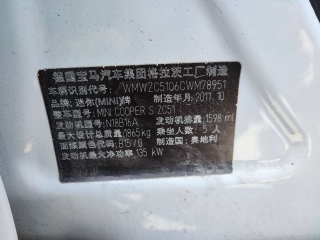 德国宝马汽车集团格拉茨工厂制造
车辆识别代号: WMWZC5106CWM78951
品牌: 迷你(MINI)牌 制造年月: 2011.10
整车型号: MINI COOPER S ZC51
发动机型号: N18B16A 发动机排量: 1598 ml
最大总质量: 1865 kg 乘坐人数: 5 人
面漆颜色代码: B15/9 制造国: 奥地利
发动机最大净功率: 135 kW